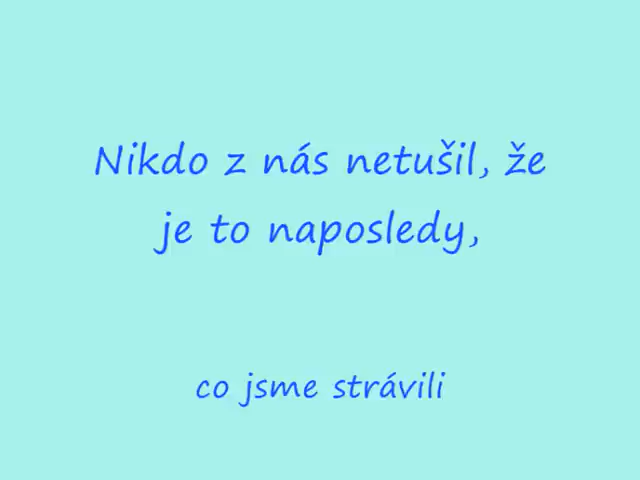 Nikdo z nás netušil, že
je to naposledy,
co jsme strávili